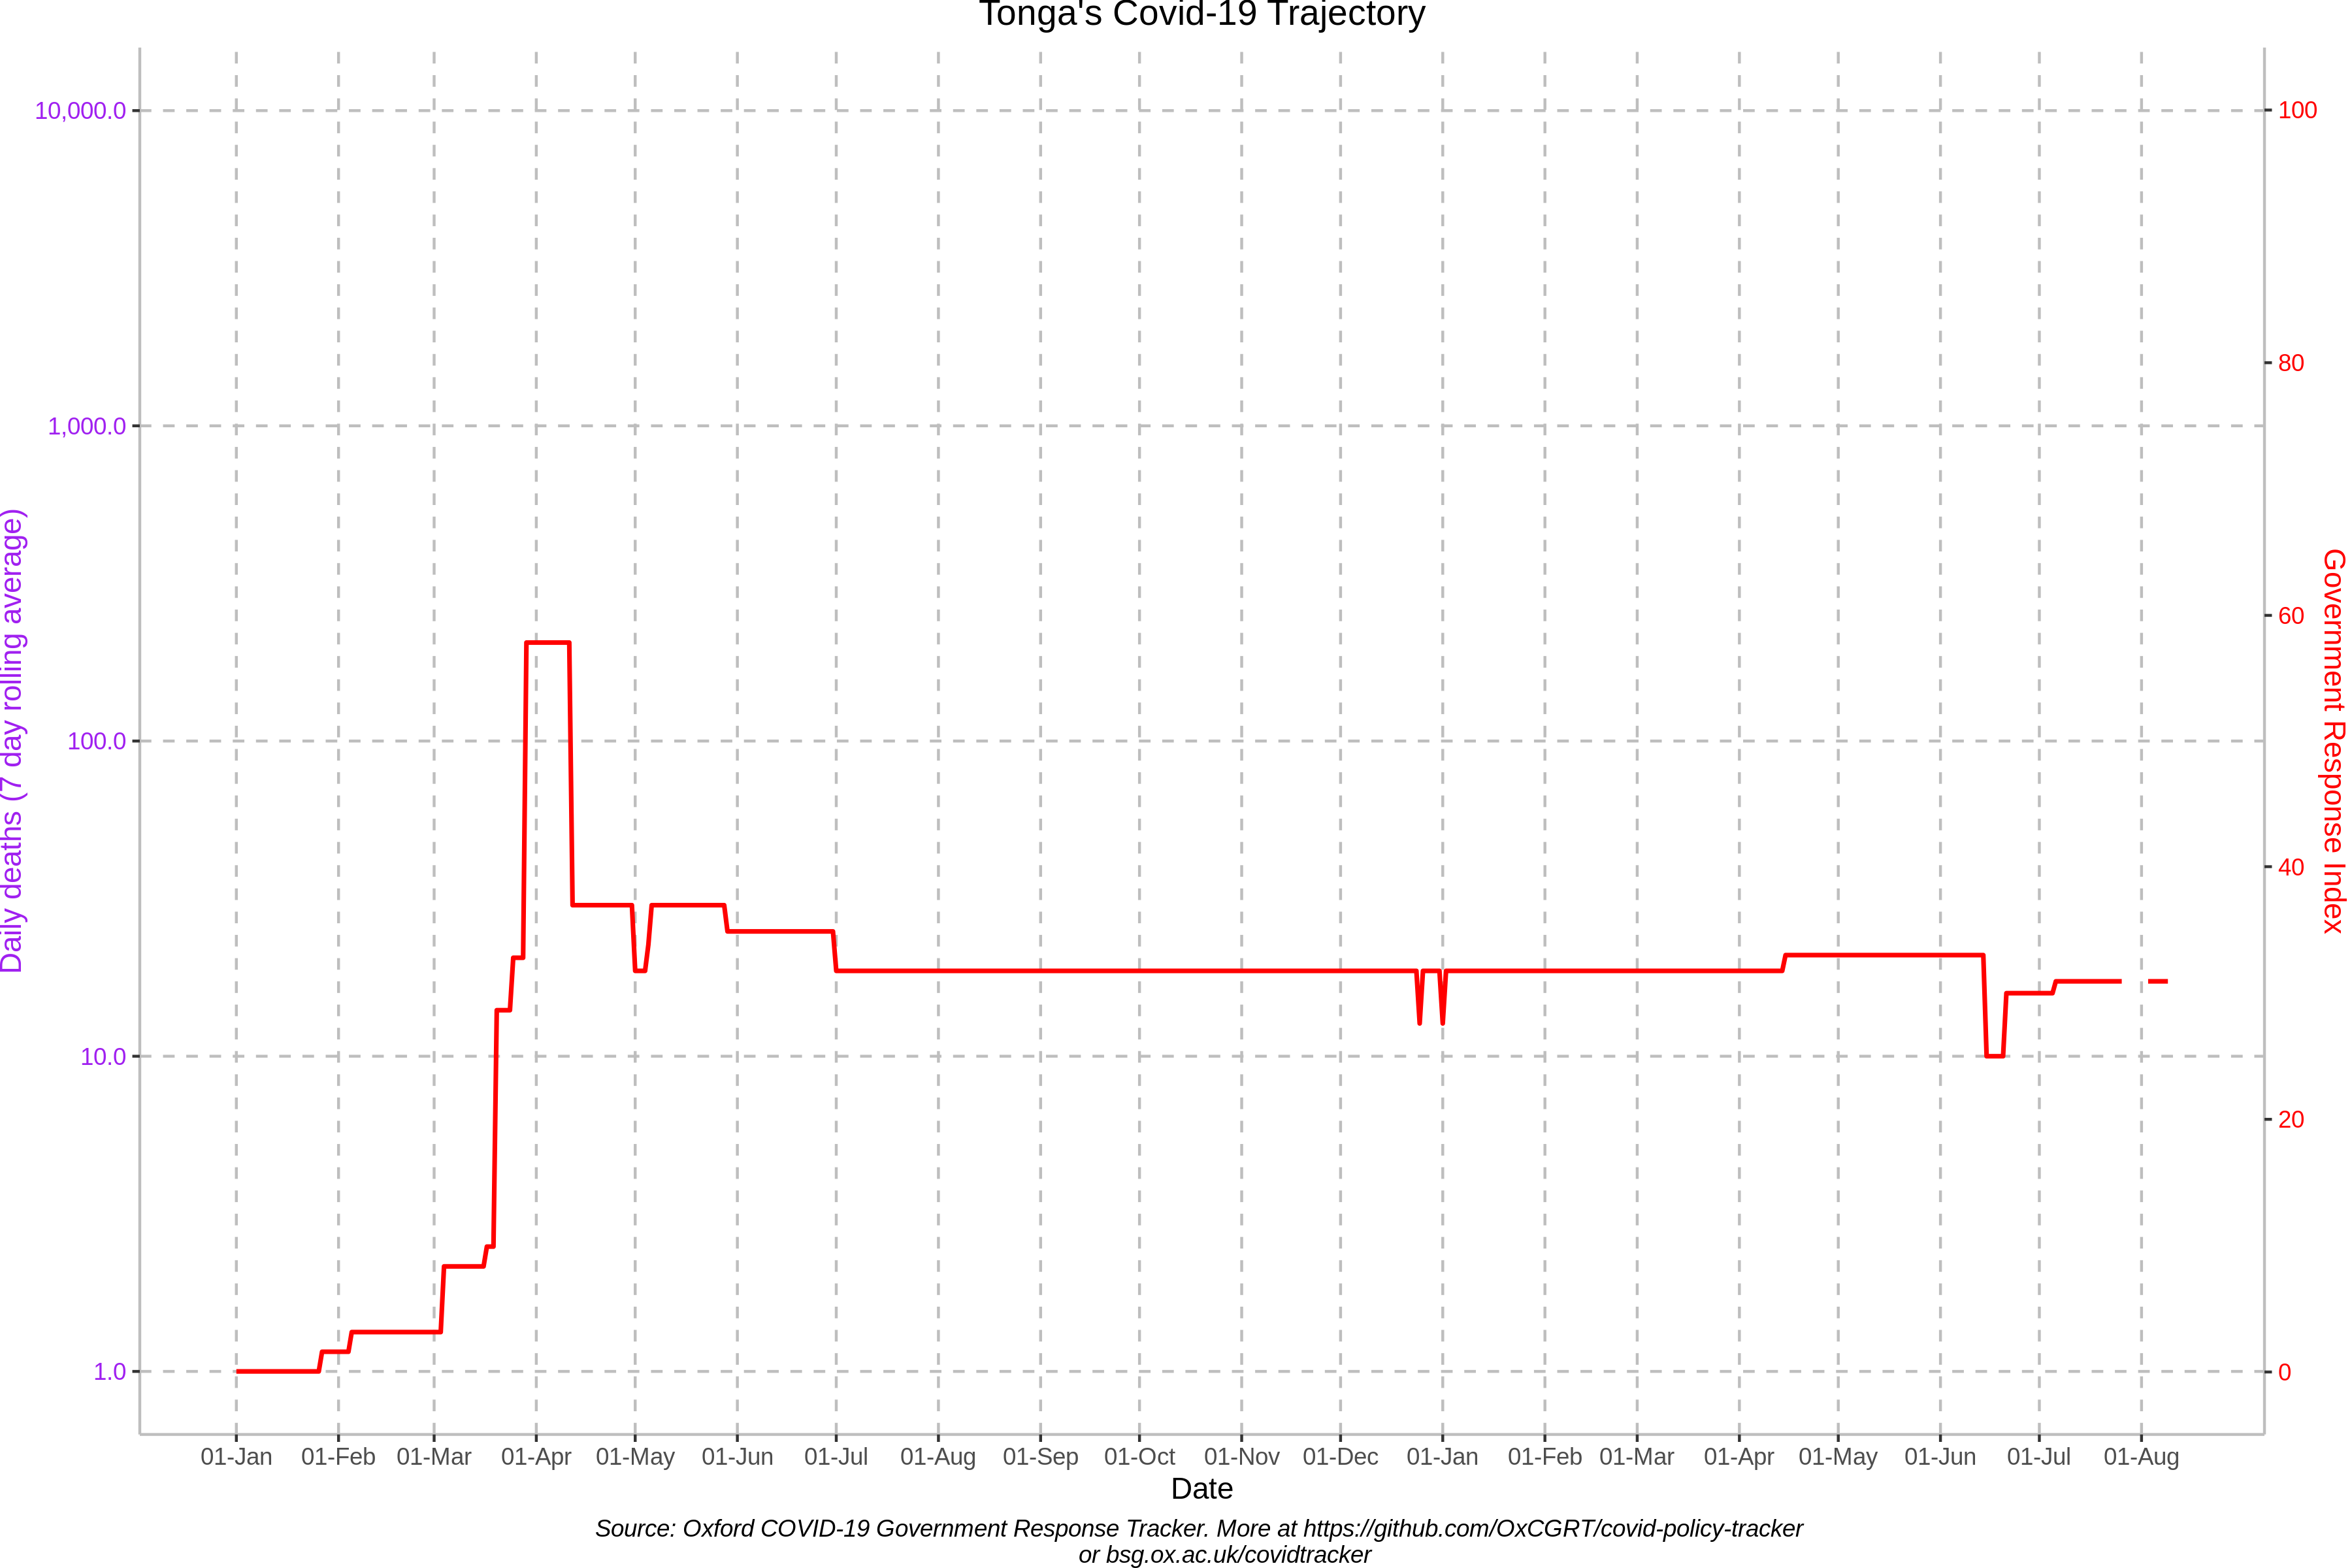 Tonga's Covid-19 Trajectory
10,000.0
1,000.0
100.0
10.0
1.0
Daily deaths (7 day rolling average)
100
80
60
40
20
0
Government Response Index
01-Jan 01-Feb 01-Mar 01-Apr 01-May 01-Jun 01-Jul 01-Aug 01-Sep 01-Oct 01-Nov 01-Dec 01-Jan 01-Feb 01-Mar 01-Apr 01-May 01-Jun 01-Jul 01-Aug
Date
Source: Oxford COVID-19 Government Response Tracker. More at https://github.com/OxCGRT/covid-policy-tracker
or bsg.ox.ac.uk/covidtracker